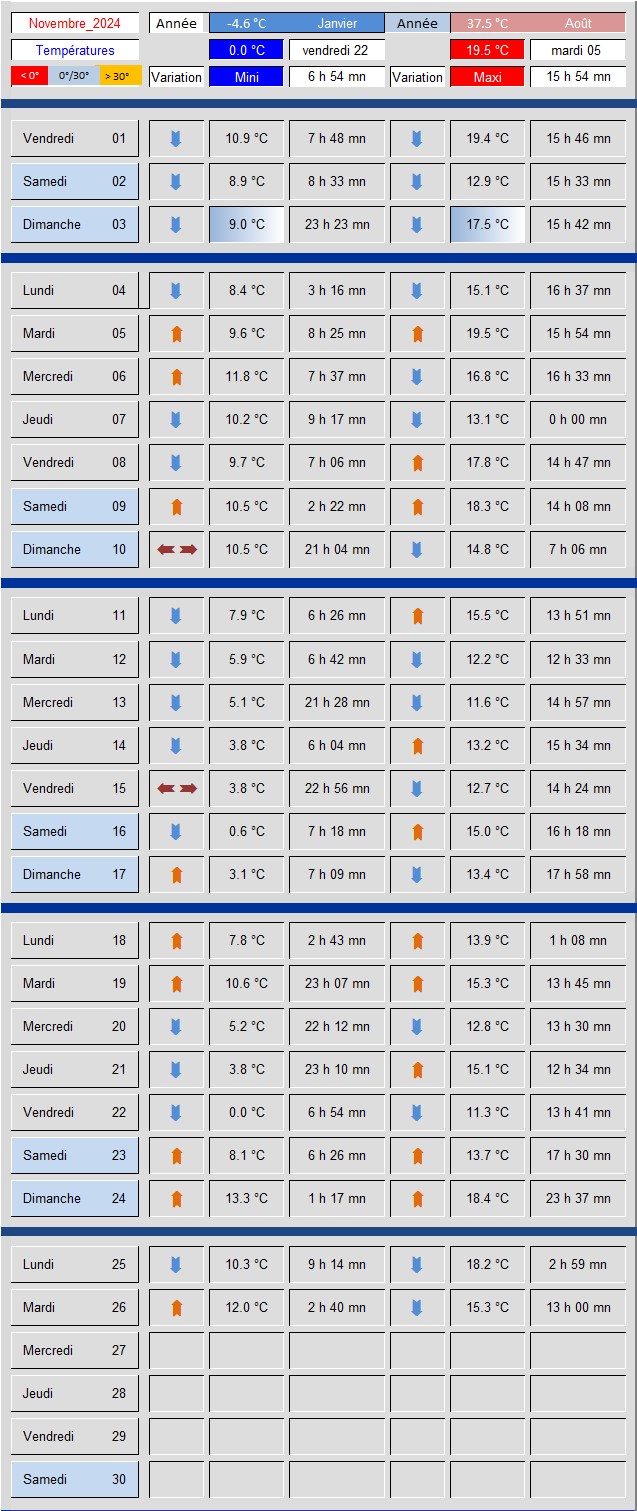 Novembre_2024 Année -4.6 °C Janvier Année 37.5 °C Août
Températures 0.0 °C vendredi 22 19.5 °C mardi 05
< 0° 0°/30° > 30° Variation Mini 6 h 54 mn Variation Maxi 15 h 54 mn
Vendredi 01 10.9 °C 7 h 48 mn 19.4 °C 15 h 46 mn
Samedi 02 8.9 °C 8 h 33 mn 12.9 °C 15 h 33 mn
Dimanche 03 9.0 °C 23 h 23 mn 17.5 °C 15 h 42 mn
Lundi 04 8.4 °C 3 h 16 mn 15.1 °C 16 h 37 mn
Mardi 05 9.6 °C 8 h 25 mn 19.5 °C 15 h 54 mn
Mercredi 06 11.8 °C 7 h 37 mn 16.8 °C 16 h 33 mn
Jeudi 07 10.2 °C 9 h 17 mn 13.1 °C 0 h 00 mn
Vendredi 08 9.7 °C 7 h 06 mn 17.8 °C 14 h 47 mn
Samedi 09 10.5 °C 2 h 22 mn 18.3 °C 14 h 08 mn
Dimanche 10 10.5 °C 21 h 04 mn 14.8 °C 7 h 06 mn
Lundi 11 7.9 °C 6 h 26 mn 15.5 °C 13 h 51 mn
Mardi 12 5.9 °C 6 h 42 mn 12.2 °C 12 h 33 mn
Mercredi 13 5.1 °C 21 h 28 mn 11.6 °C 14 h 57 mn
Jeudi 14 3.8 °C 6 h 04 mn 13.2 °C 15 h 34 mn
Vendredi 15 3.8 °C 22 h 56 mn 12.7 °C 14 h 24 mn
Samedi 16 0.6 °C 7 h 18 mn 15.0 °C 16 h 18 mn
Dimanche 17 3.1 °C 7 h 09 mn 13.4 °C 17 h 58 mn
Lundi 18 7.8 °C 2 h 43 mn 13.9 °C 1 h 08 mn
Mardi 19 10.6 °C 23 h 07 mn 15.3 °C 13 h 45 mn
Mercredi 20 5.2 °C 22 h 12 mn 12.8 °C 13 h 30 mn
Jeudi 21 3.8 °C 23 h 10 mn 15.1 °C 12 h 34 mn
Vendredi 22 0.0 °C 6 h 54 mn 11.3 °C 13 h 41 mn
Samedi 23 8.1 °C 6 h 26 mn 13.7 °C 17 h 30 mn
Dimanche 24 13.3 °C 1 h 17 mn 18.4 °C 23 h 37 mn
Lundi 25 10.3 °C 9 h 14 mn 18.2 °C 2 h 59 mn
Mardi 26 12.0 °C 2 h 40 mn 15.3 °C 13 h 00 mn
Mercredi 27
Jeudi 28
Vendredi 29
Samedi 30